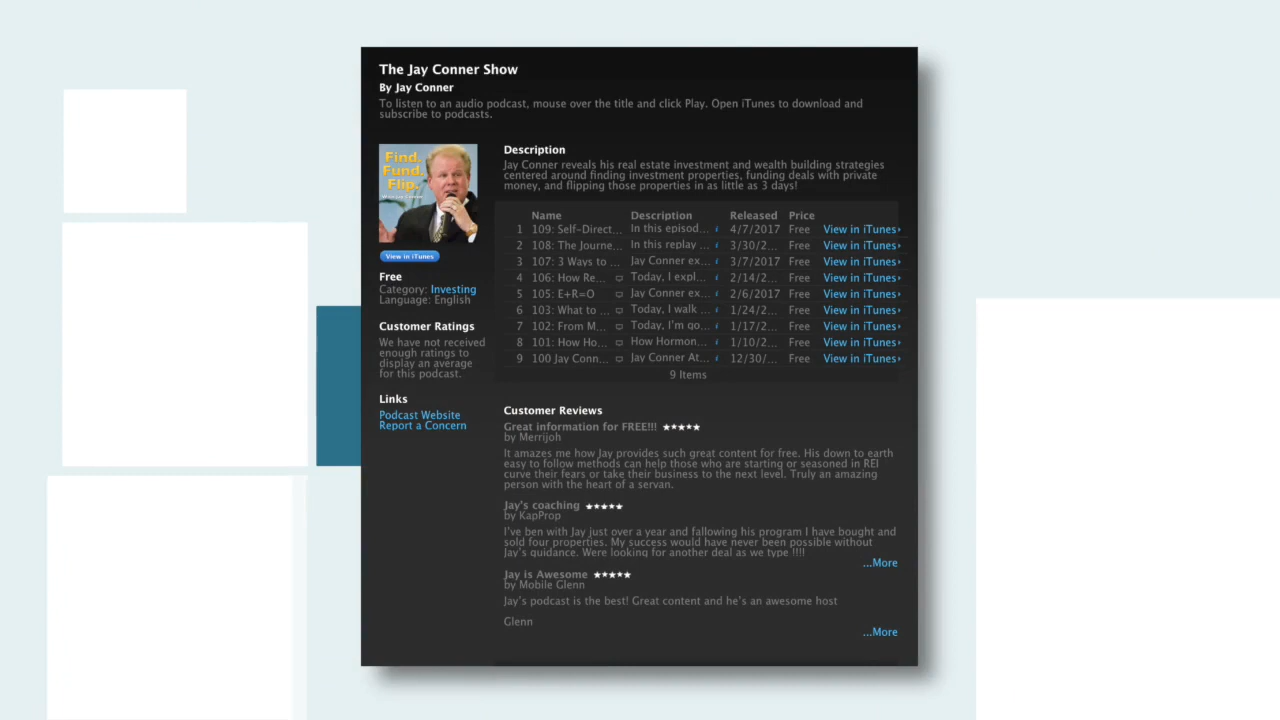 The Jay Conner Show
By Jay Conner
To listen to an audio podcast, mouse over the title and click Play. Open iTunes to download and
subscribe to podcasts.
Find.
Fund.
Flip.
View in iTunes
Free
Category: Investing
Language: English
Customer Ratings
We have not received
enough ratings to
display an average
for this podcast.
Links
Podcast Website
Report a Concern
Description
Jay Conner reveals his real estate investment and wealth building strategies
centered around finding investment properties, funding deals with private
money, and flipping those properties in as little as 3 days!
Name Description Released Price
1 109: Self-Direct... In this episod... i 4/7/2017 Free View in iTunes
2 108: The Journe... In this replay ... i 3/30/2... Free View in iTunes
3 107: 3 Ways to ... Jay Conner ex... i 3/7/2017 Free View in iTunes
4 106: How Re... Today, I expl... i 2/14/2... Free View in iTunes
5 105: E+R=O Jay Conner ex... i 2/6/2017 Free View in iTunes
6 103: What to ... Today, I walk ... i 1/24/2... Free View in iTunes
7 102: From M... Today, I'm qo... i 1/17/2... Free View in iTunes
8 101: How Ho... How Hormon... i 1/10/2... Free View in iTunes
9 100 Jay Conn... Jay Conner At... i 12/30/... Free View in iTunes
9 Items
Customer Reviews
Great information for FREE!!! ★★★★★
by Merrijoh
It amazes me how Jay provides such great content for free. His down to earth
easy to follow methods can help those who are starting or seasoned in REI
curve their fears or take their business to the next level. Truly an amazing
person with the heart of a servan.
Jay's coaching ★★★★★
by KapProp
I've ben with Jay just over a year and fallowing his program I have bought and
sold four properties. My success would have never been possible without
Jay's guidance. Were looking for another deal as we type !!!!
...More
Jay is Awesome ★★★★★
by Mobile Glenn
Jay's podcast is the best! Great content and he's an awesome host
Glenn
...More